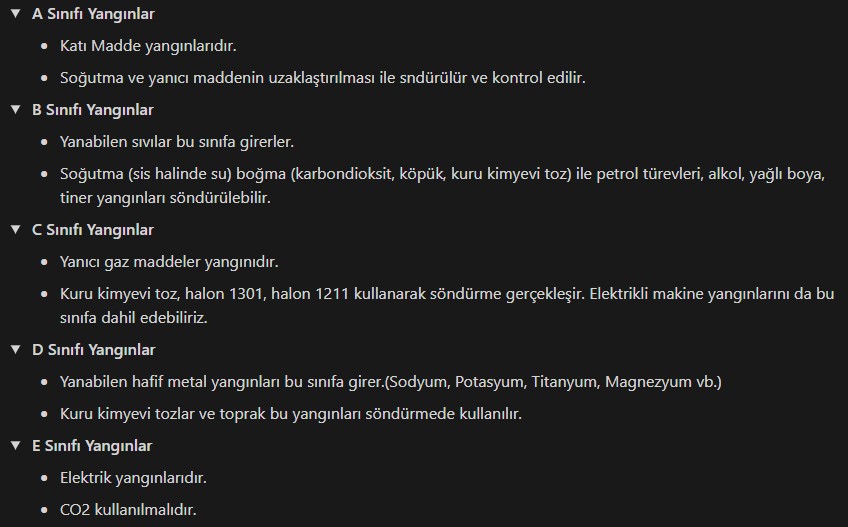 A Sınıfı Yangınlar
Katı Madde yangınlarıdır.
Soğutma ve yanıcı maddenin uzaklaştırılması ile sndürülür ve kontrol edilir.
B Sınıfı Yangınlar
Yanabilen sıvılar bu sınıfa girerler.
Soğutma (sis halinde su) boğma (karbondioksit, köpük, kuru kimyevi toz) ile petrol türevleri, alkol, yağlı boya,
tiner yangınları söndürülebilir.
C Sınıfı Yangınlar
Yanıcı gaz maddeler yangınıdır.
Kuru kimyevi toz, halon 1301, halon 1211 kullanarak söndürme gerçekleşir. Elektrikli makine yangınlarını da bu
sınıfa dahil edebiliriz.
D Sınıfı Yangınlar
Yanabilen hafif metal yangınları bu sınıfa girer.(Sodyum, Potasyum, Titanyum, Magnezyum vb.)
Kuru kimyevi tozlar ve toprak bu yangınları söndürmede kullanılır.
E Sınıfı Yangınlar
Elektrik yangınlarıdır.
CO2 kullanılmalıdır.